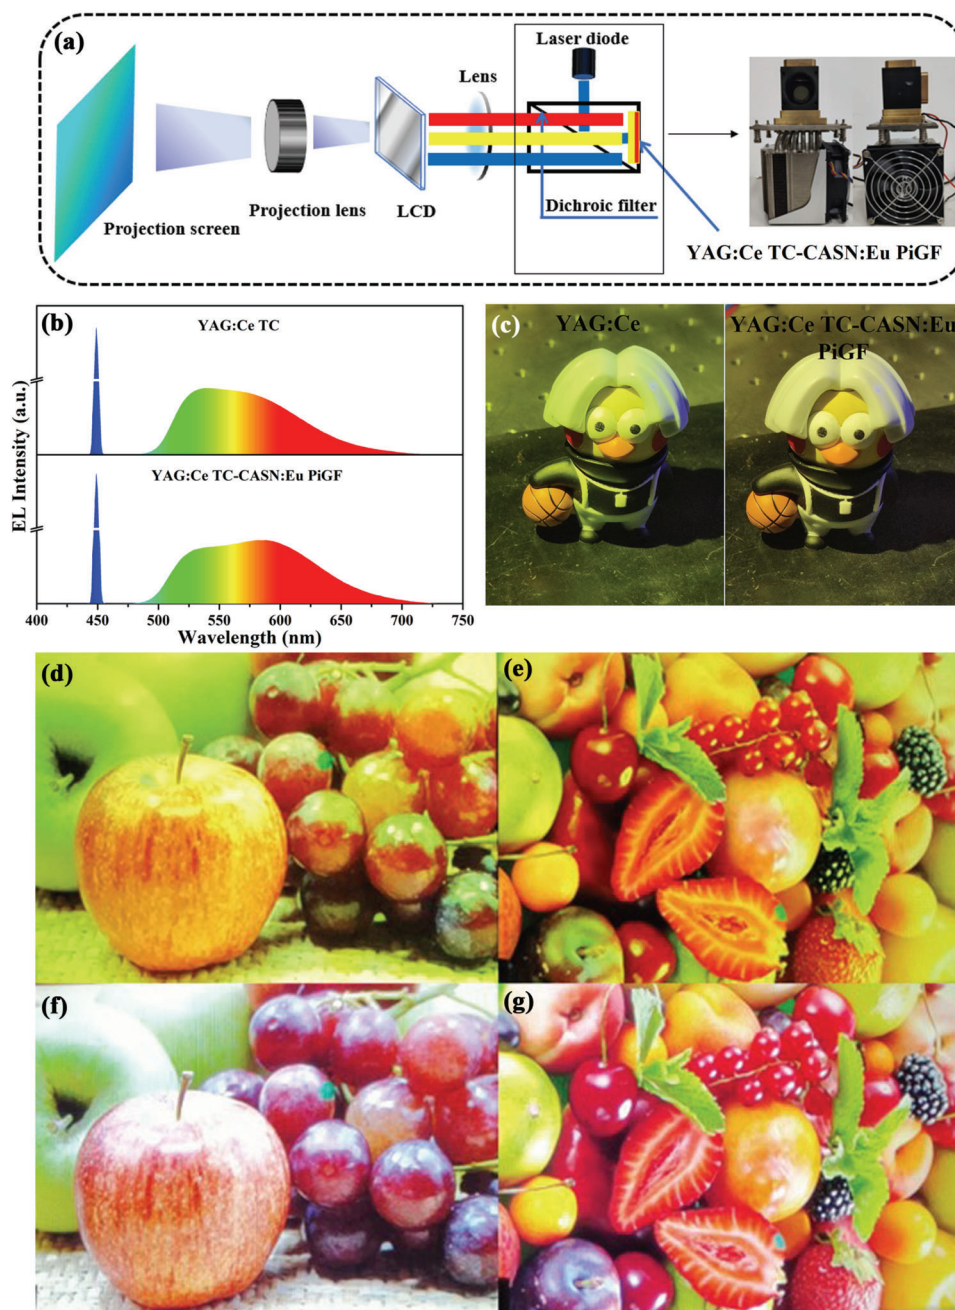 (a)
Laser diode
Lens
Projection screen
Projection lens
LCD
Dichroic filter
YAG:Ce TC-CASN:Eu PiGF
(b)
YAG:Ce TC
YAG:Ce TC-CASN:Eu PiGF
EL Intensity (a.u.)
400 450 500 550 600 650 700 750
Wavelength (nm)
(c)
YAG:Ce
YAG:Ce TC-CASN:Eu
PiGF
(d)
(e)
(f)
(g)